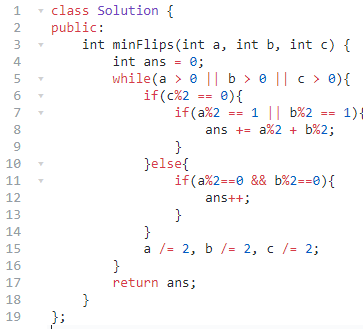 1 class Solution {
2 public:
3 int minFlips(int a, int b, int c) {
4 int ans = 0;
5 while(a > 0 || b > 0 || c > 0){
6 if(c%2 == 0){
7 if(a%2 == 1 || b%2 == 1){
8 ans += a%2 + b%2;
9 }
10 }else{
11 if(a%2==0 && b%2==0){
12 ans++;
13 }
14 }
15 a /= 2, b /= 2, c /= 2;
16 }
17 return ans;
18 }
19 };